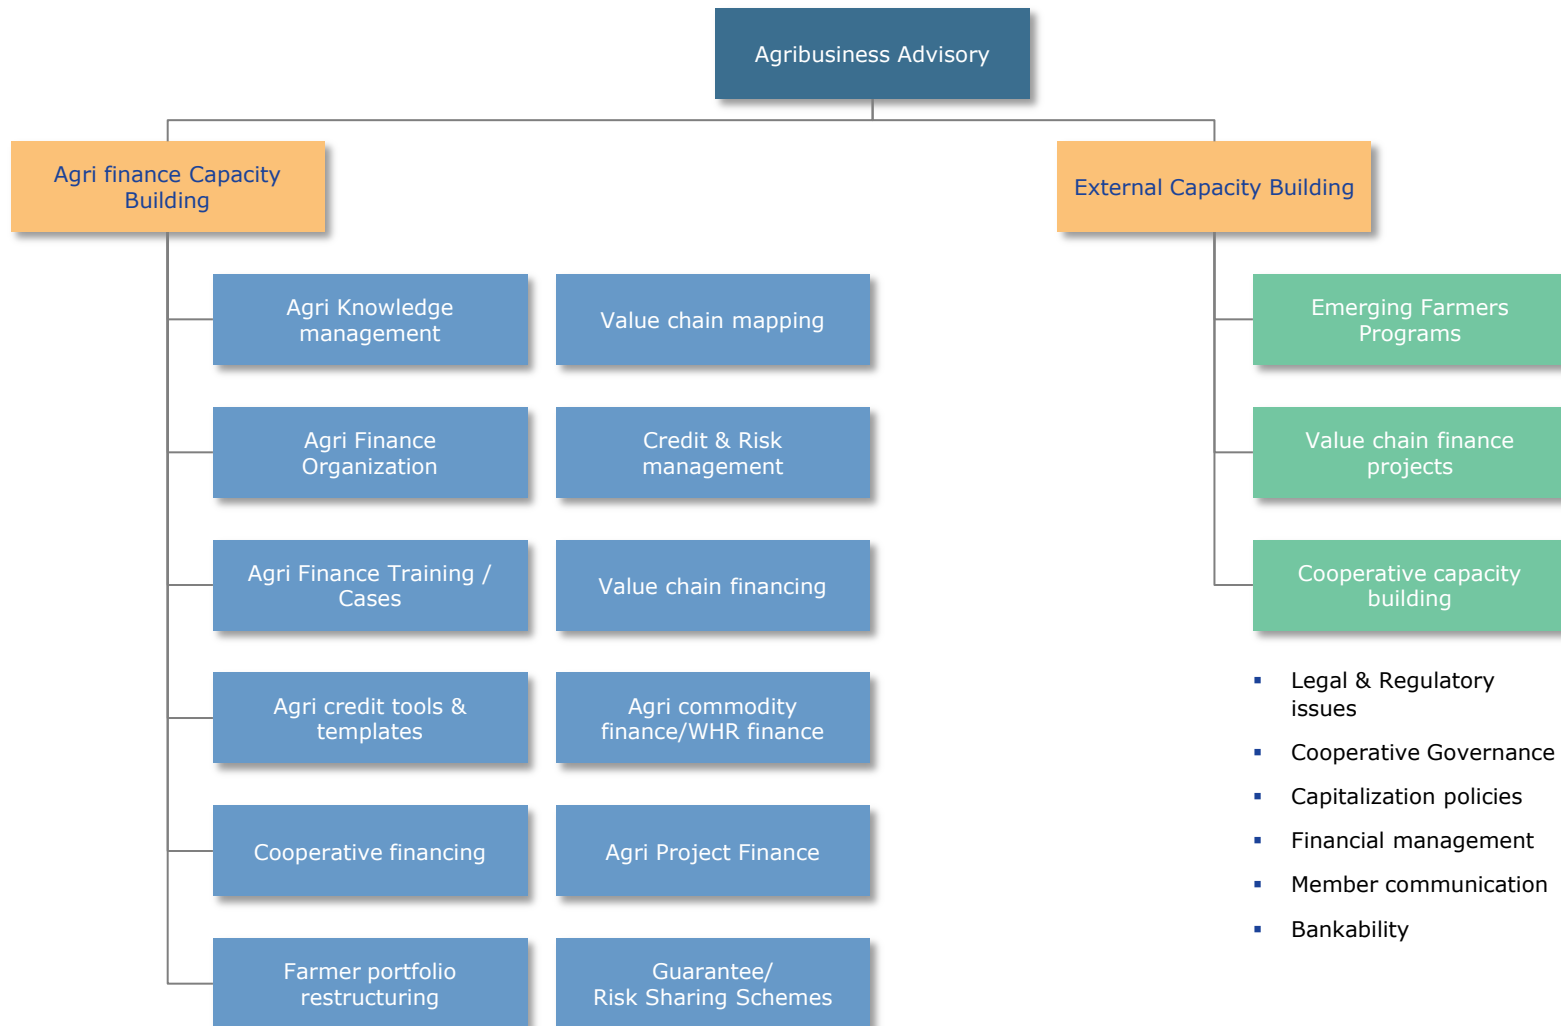 Agribusiness Advisory
Agri finance Capacity
Building
External Capacity Building
Agri Knowledge
management
Value chain mapping
Emerging Farmers
Programs
Agri Finance
Organization
Credit & Risk
management
Value chain finance
projects
Agri Finance Training /
Cases
Value chain financing
Cooperative capacity
building
Agri credit tools &
templates
Agri commodity
finance/WHR finance
Cooperative financing
Agri Project Finance
Farmer portfolio
restructuring
Guarantee/
Risk Sharing Schemes
▪ Legal & Regulatory
issues
▪ Cooperative Governance
▪ Capitalization policies
▪ Financial management
▪ Member communication
▪ Bankability